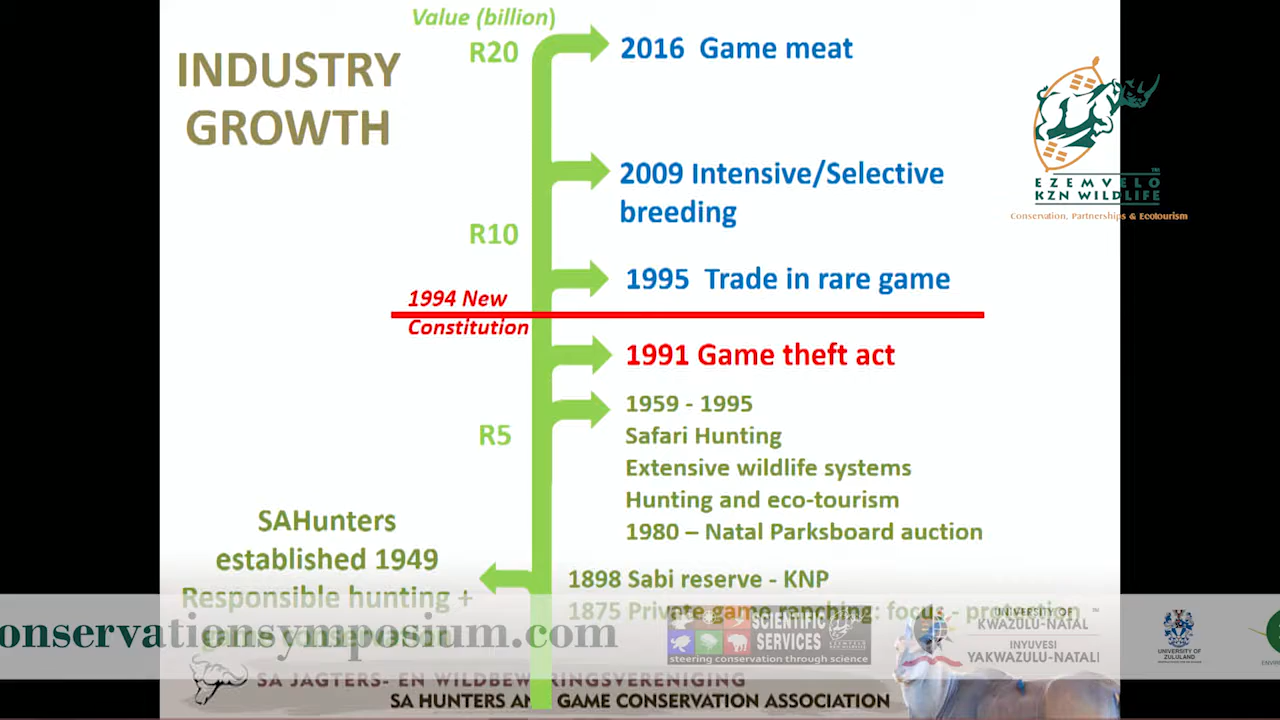 Value (billion)
INDUSTRY
GROWTH
R20
2016 Game meat
2009 Intensive/Selective
breeding
R10
1995 Trade in rare game
1994 New
Constitution
1991 Game theft act
R5
1959 - 1995
Safari Hunting
Extensive wildlife systems
Hunting and eco-tourism
1980 – Natal Parksboard auction
SAHunters
established 1949
Responsible hunting +
1898 Sabi reserve - KNP
1875 Private game ranching: focus - production
EZEMVELO
KZN WILDLIFE
TM
Conservation, Partnerships & Ecotourism
onservationsymposium.com
SCIENTIFIC
SERVICES
steering conservation through science
UNIVERSITY OF
KWAZULU-NATAL
TM
INYUVESI
YAKWAZULU-NATALI
UNIVERSITY OF
ZULULAND
ENVIR
SA JAGTERS- EN WILDBEWARINGSVERENIGING
SA HUNTERS AND GAME CONSERVATION ASSOCIATION